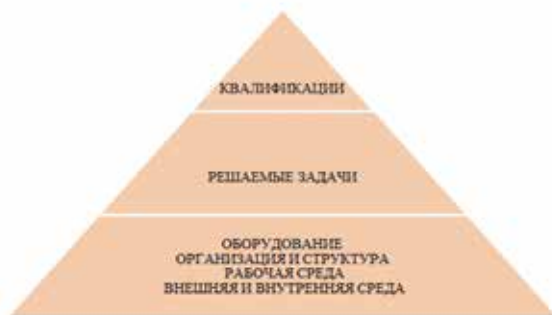 КВАЛИФИКАЦИИ
РЕШАЕМЫЕ ЗАДАЧИ
ОБОРУДОВАНИЕ
ОРГАНИЗАЦИЯ И СТРУКТУРА
РАБОЧАЯ СРЕДА
ВНЕШНЯЯ И ВНУТРЕННЯЯ СРЕДА